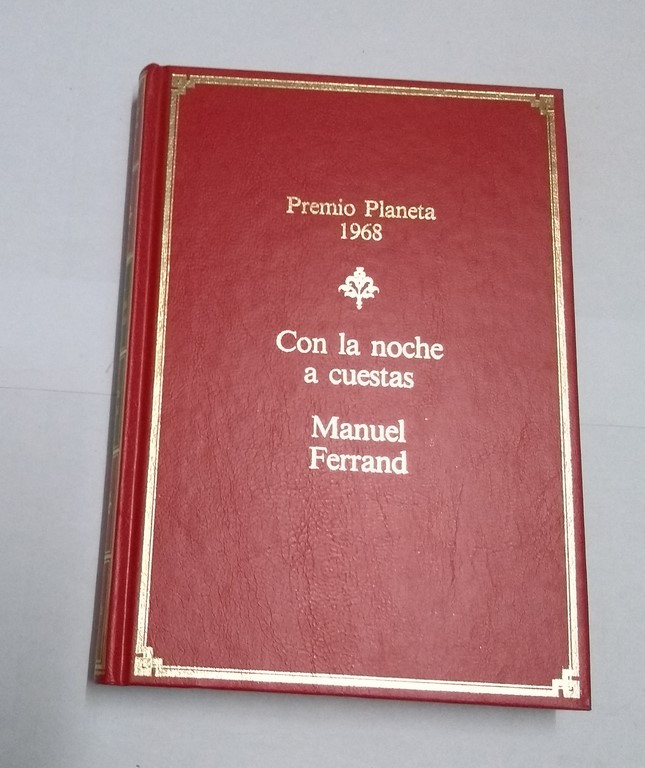 Premio Planeta
1968
Con la noche
a cuestas
Manuel
Ferrand